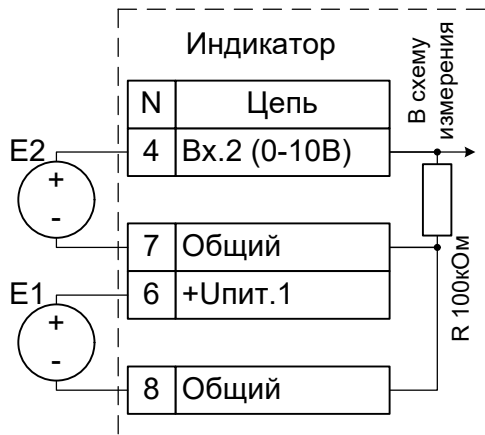 Индикатор
В схему
измерения
N Цепь
E2
+
-
4 Вх.2 (0-10В)
7 Общий
E1
+
-
6 +Uпит.1
8 Общий
R 100кОм